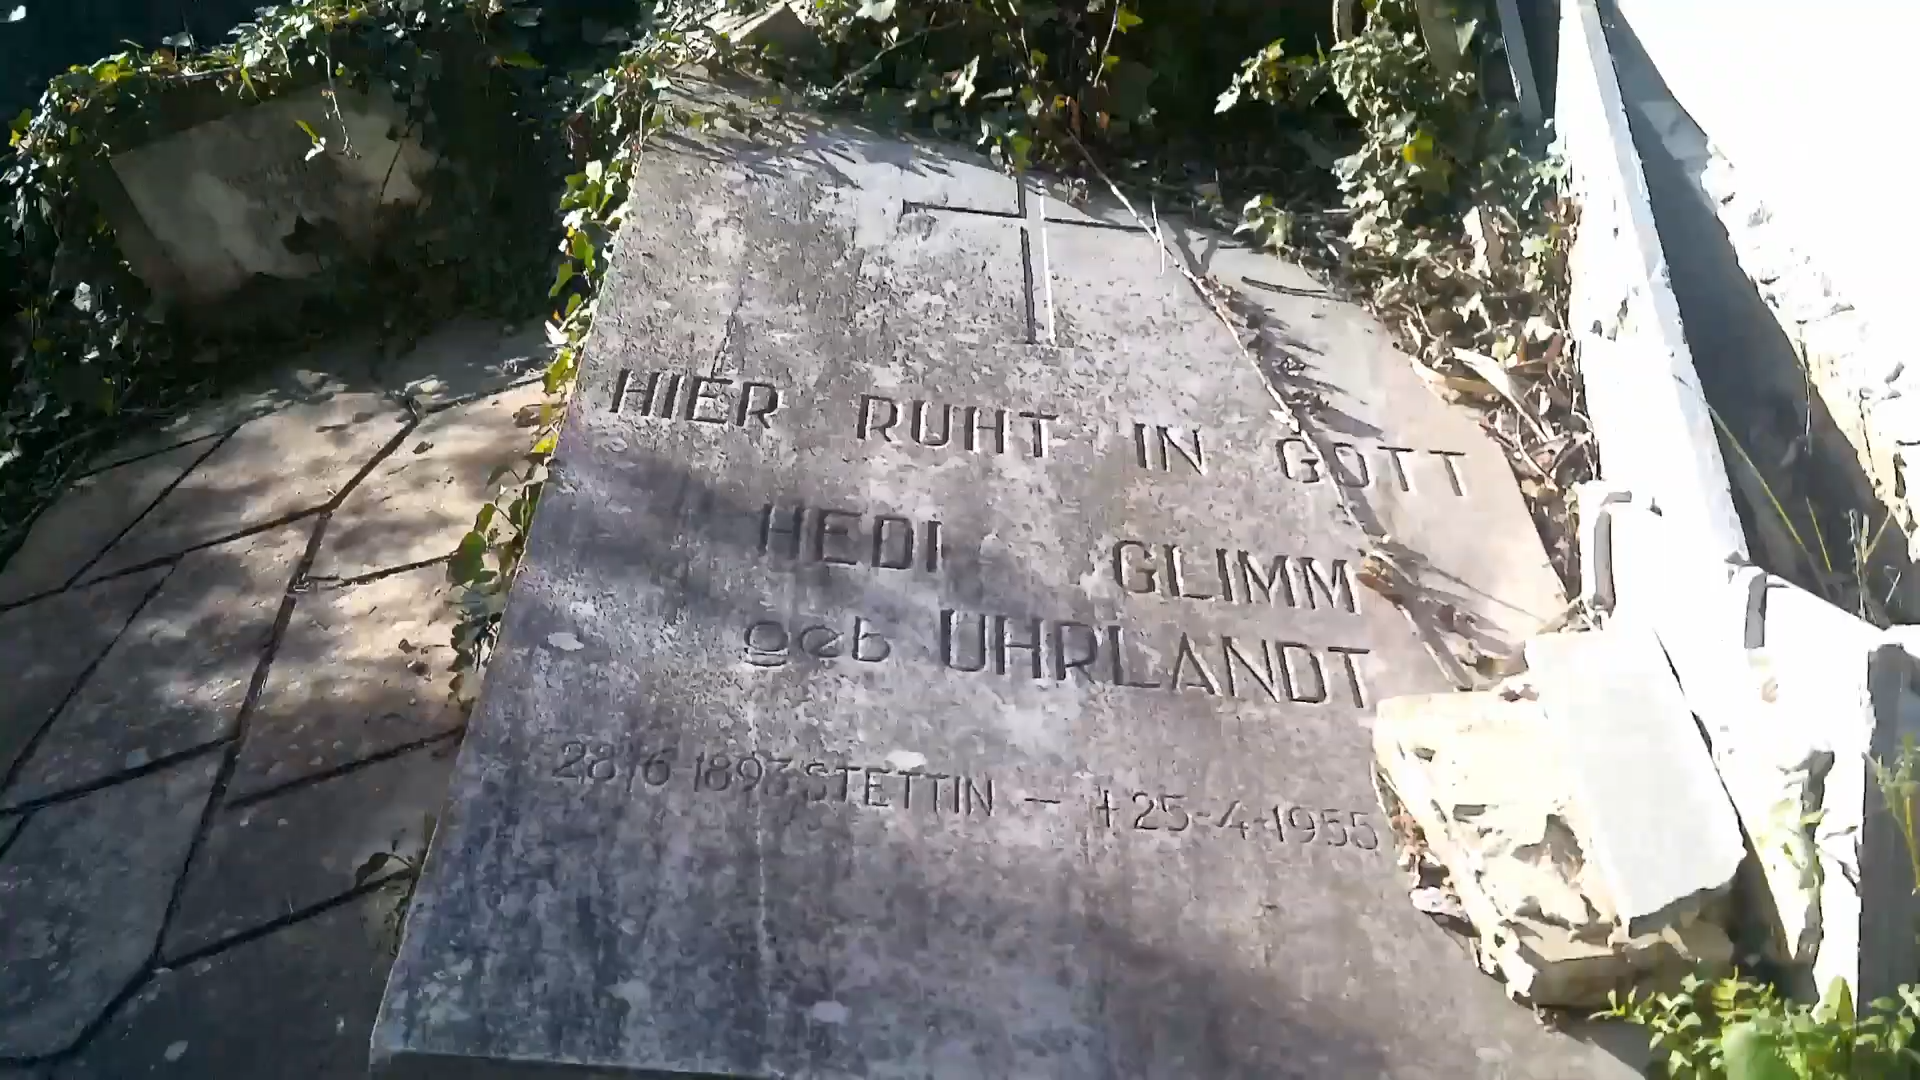 HIER RUHT IN GOTT
HEDI GLIMM
geb UHRLANDT
28/6 1893 STETTIN – †25-4-1955